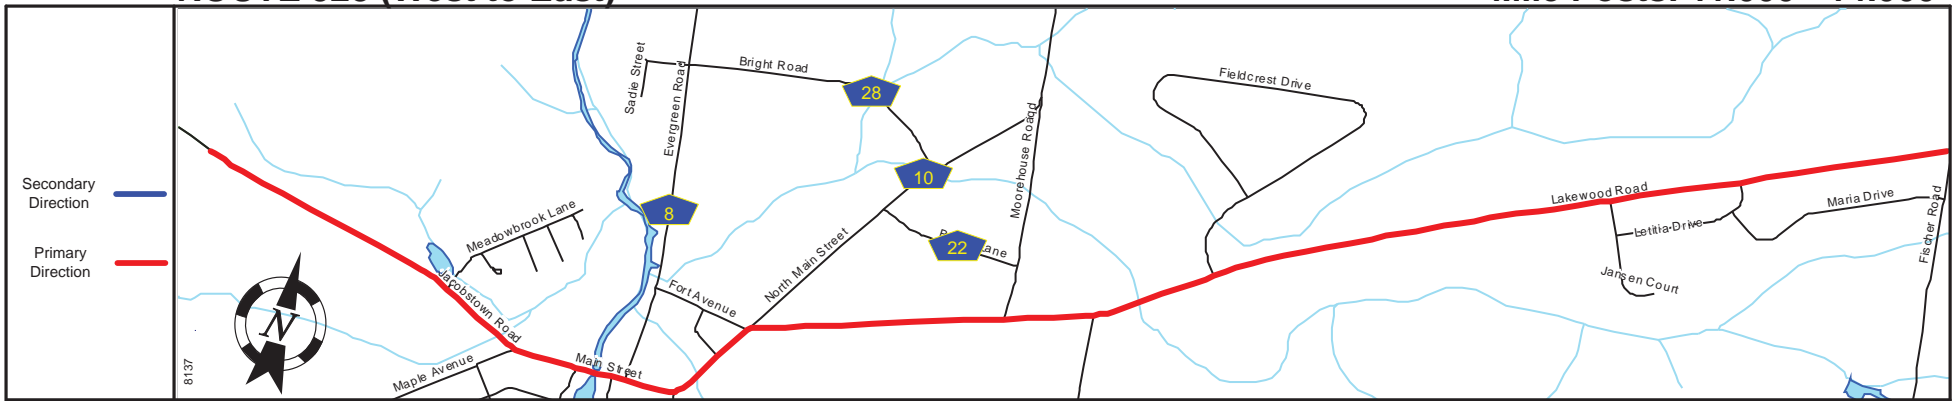 Secondary
Direction
Primary
Direction
8137
N
Sadie Street
Evergreen Road
Bright Road
28
10
8
22
Lane
Moorehouse Road
Fieldcrest Drive
Meadowbrook Lane
Jacobstown Road
Maple Avenue
Main Street
Fort Avenue
North Main Street
Lakewood Road
Letitia Drive
Jansen Court
Maria Drive
Fischer Road